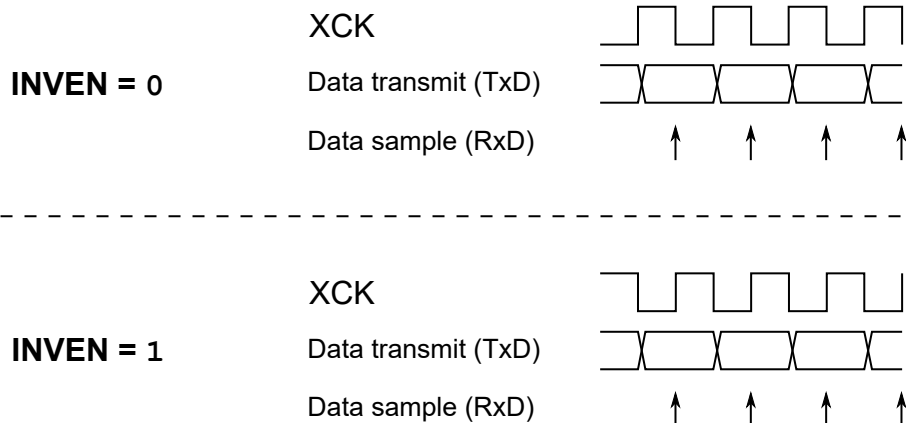 XCK
INVEN = 0
Data transmit (TxD)
Data sample (RxD)
XCK
INVEN = 1
Data transmit (TxD)
Data sample (RxD)